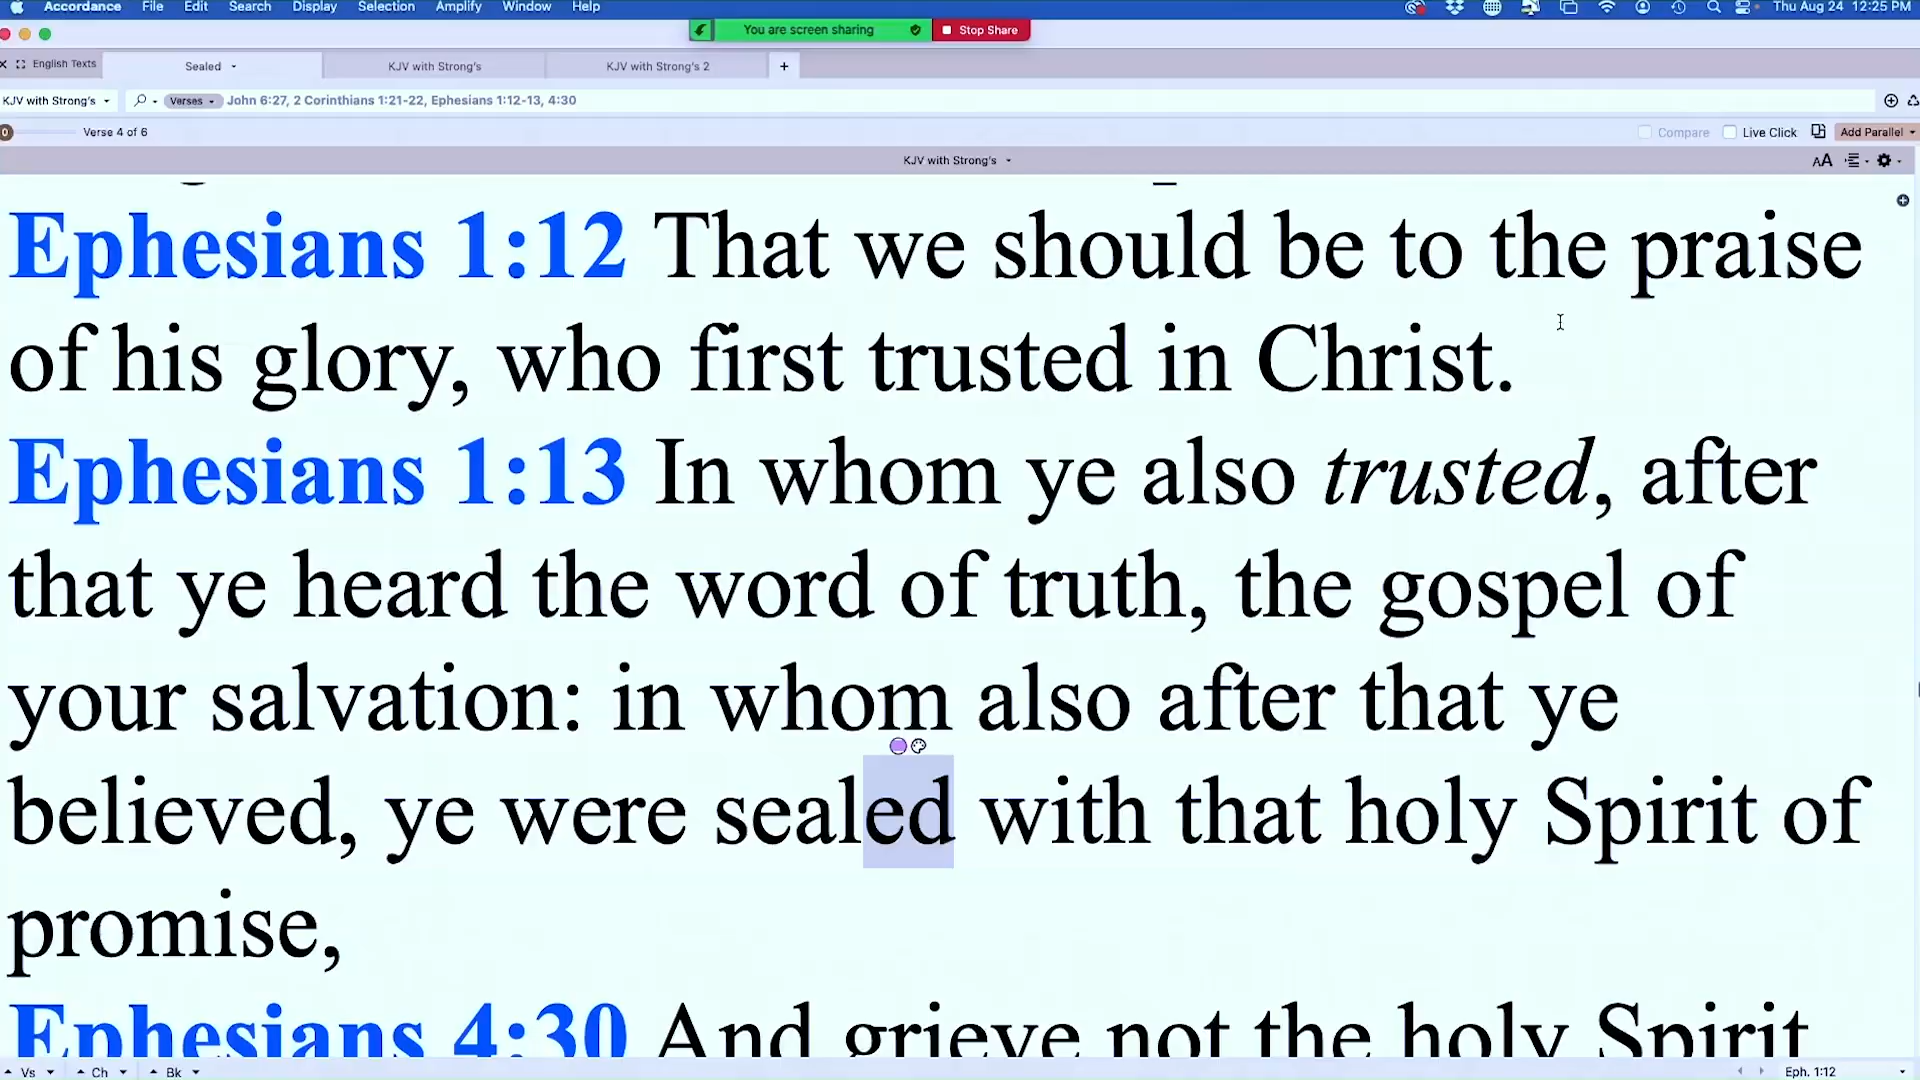 Accordance File Edit Search Display Selection Amplify Window Help Thu Aug 24 12:25 PM
You are screen sharing Stop Share
English Texts Sealed KJV with Strong's KJV with Strong's 2 +
KJV with Strong's Verses John 6:27, 2 Corinthians 1:21-22, Ephesians 1:12-13, 4:30
0 Verse 4 of 6 Compare Live Click Add Parallel
KJV with Strong's AA
Ephesians 1:12 That we should be to the praise
of his glory, who first trusted in Christ.
Ephesians 1:13 In whom ye also trusted, after
that ye heard the word of truth, the gospel of
your salvation: in whom also after that ye
believed, ye were sealed with that holy Spirit of
promise,
Ephesians 4:30 And grieve not the holy Spirit
Vs Ch Bk Eph. 1:12